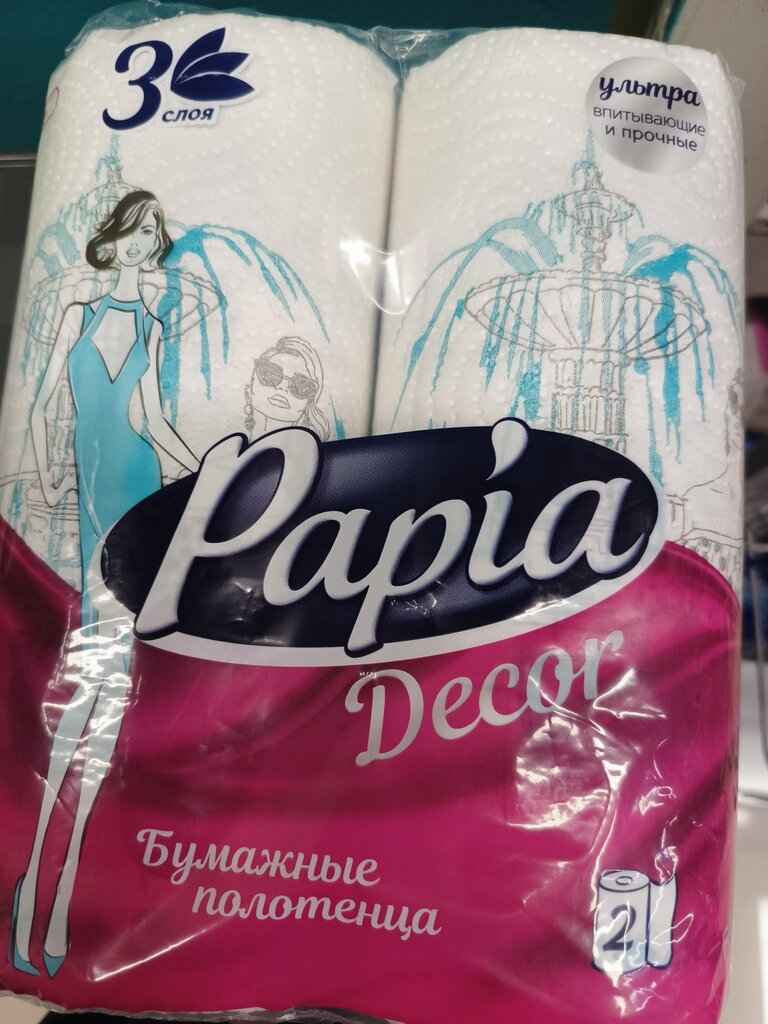 3
слоя
ультра
впитывающие
и прочные
Papia
Decor
Бумажные
полотенца
2